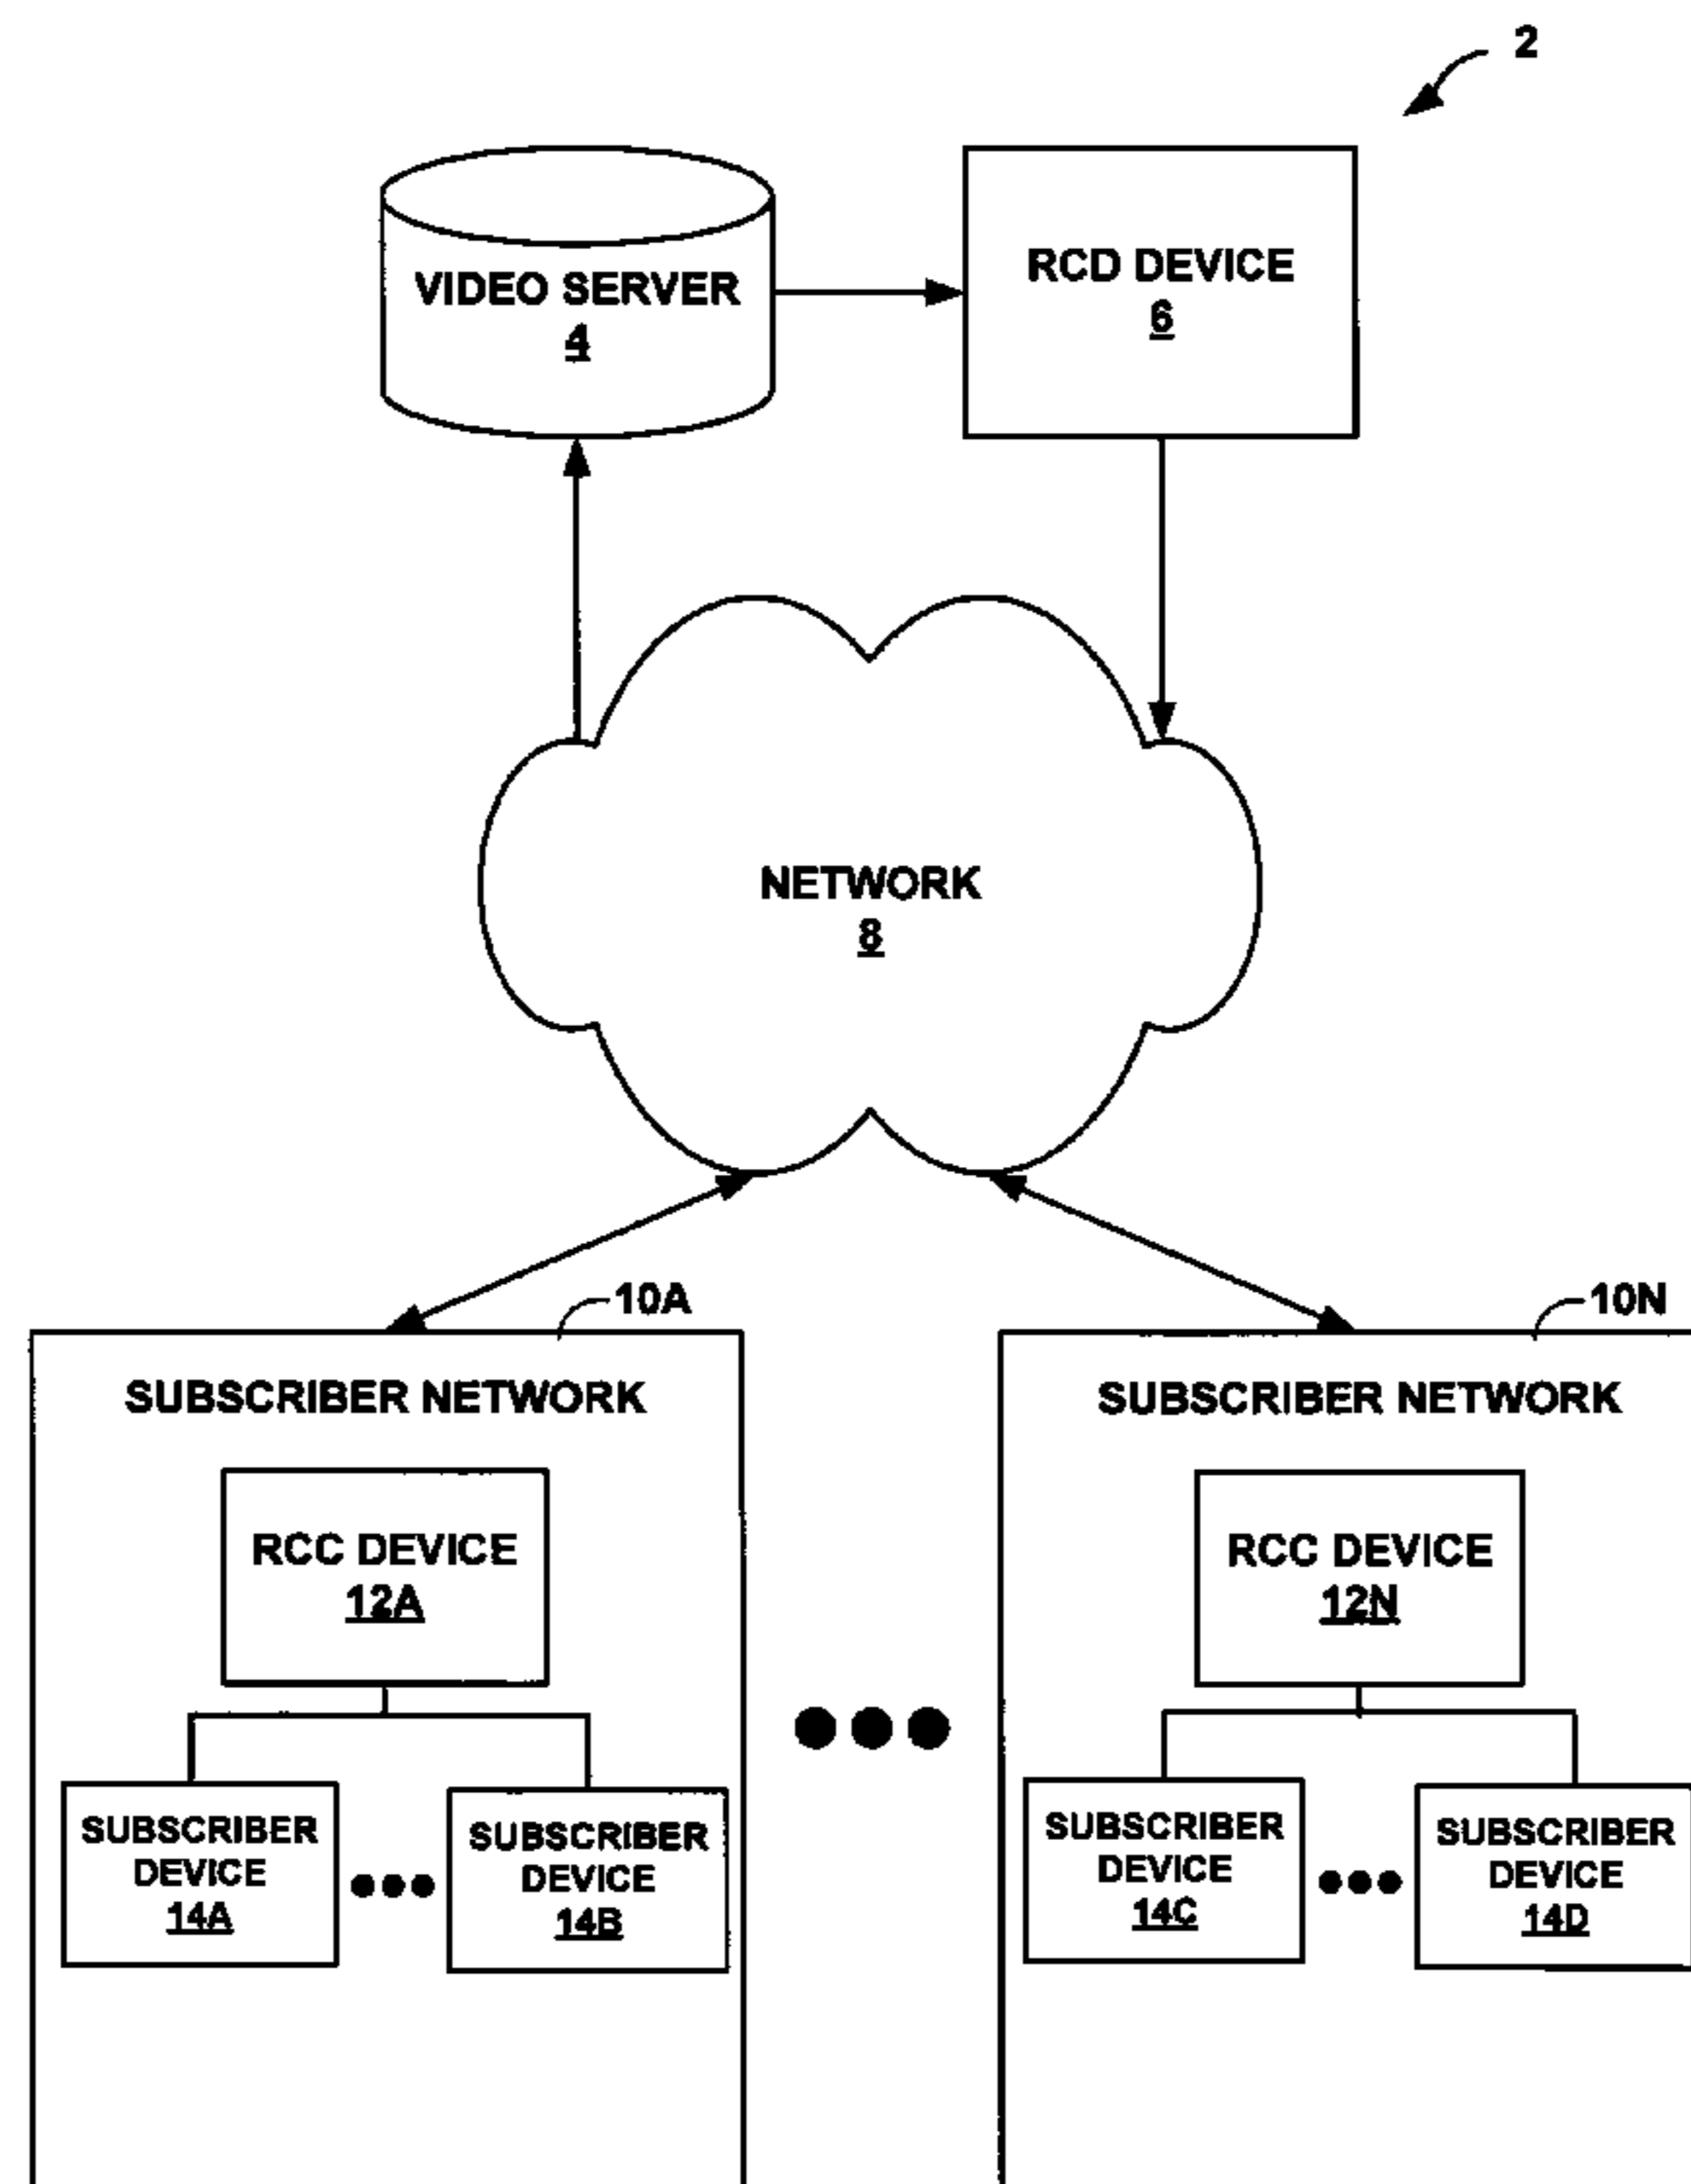 2
VIDEO SERVER
4
RCD DEVICE
6
NETWORK
8
10A
10N
SUBSCRIBER NETWORK
RCC DEVICE
12A
SUBSCRIBER
DEVICE
14A
SUBSCRIBER
DEVICE
14B
SUBSCRIBER NETWORK
RCC DEVICE
12N
SUBSCRIBER
DEVICE
14C
SUBSCRIBER
DEVICE
14D